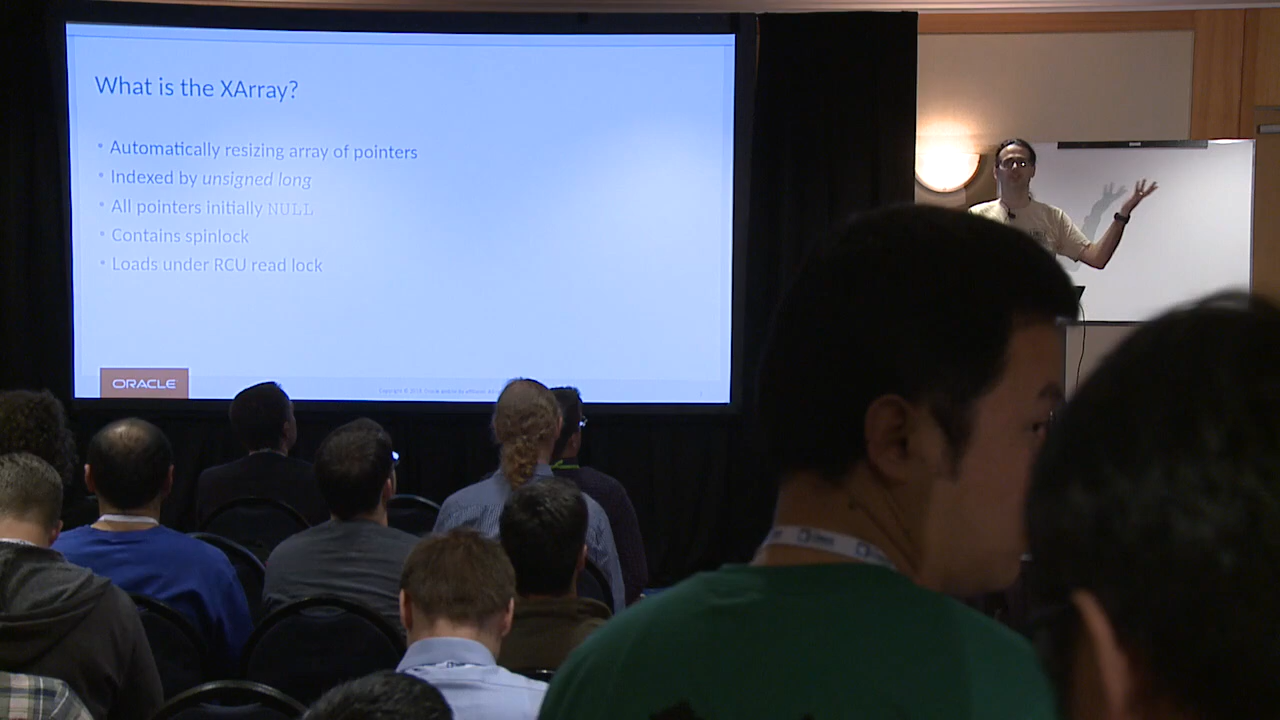 What is the XArray?
• Automatically resizing array of pointers
• Indexed by unsigned long
• All pointers initially NULL
• Contains spinlock
• Loads under RCU read lock
ORACLE